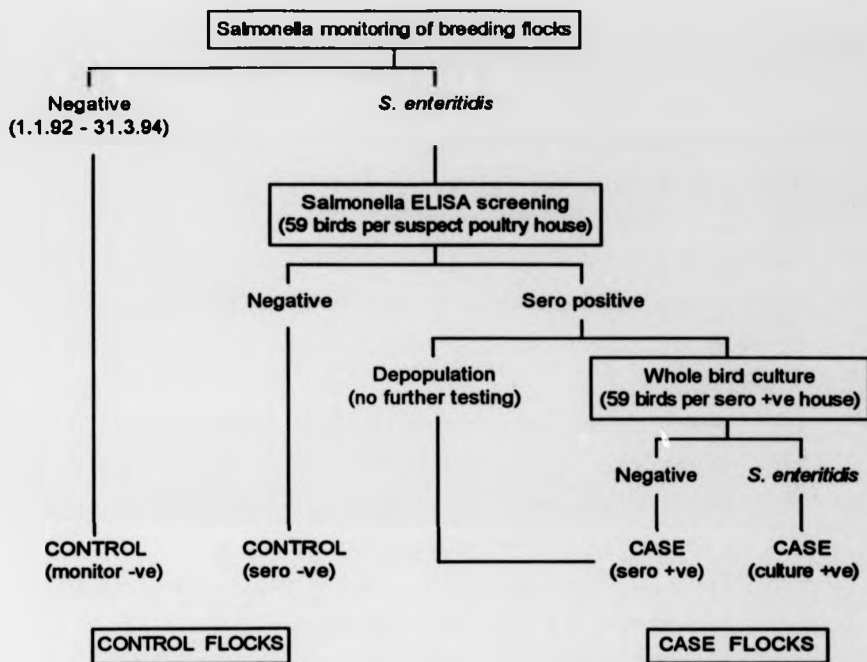 Salmonella monitoring of breeding flocks
Negative
(1.1.92 - 31.3.94)
S. enteritidis
Salmonella ELISA screening
(59 birds per suspect poultry house)
Negative
Sero positive
Depopulation
(no further testing)
Whole bird culture
(59 birds per sero +ve house)
Negative
S. enteritidis
CONTROL
(monitor -ve)
CONTROL
(sero -ve)
CASE
(sero +ve)
CASE
(culture +ve)
CONTROL FLOCKS
CASE FLOCKS